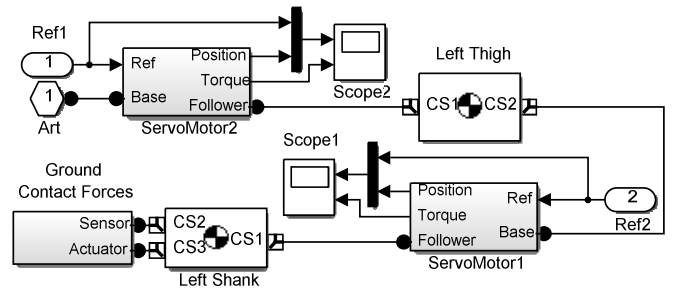 Ref1
1
Ref
Position
Torque
Base
Follower
ServoMotor2
1
Art
Scope2
Left Thigh
CS1
CS2
Scope1
Ground
Contact Forces
Sensor
Actuator
CS2
CS3
CS1
Left Shank
Position
Torque
Follower
Ref
Base
ServoMotor1
2
Ref2